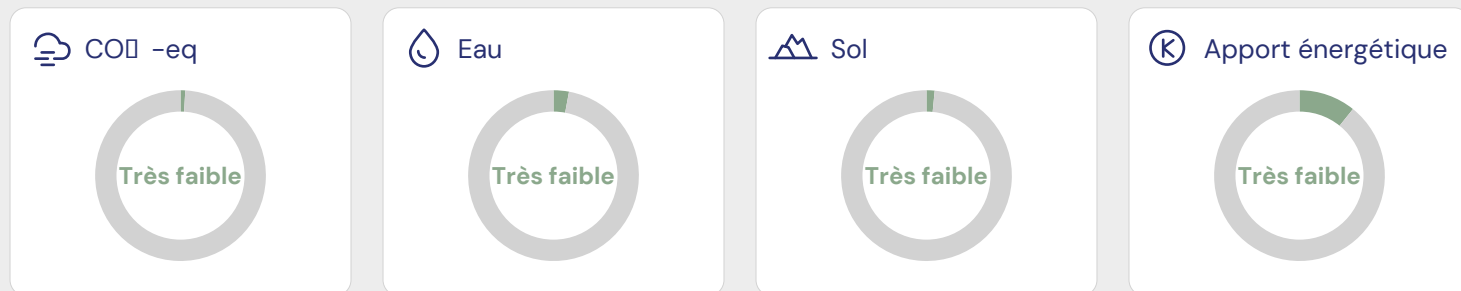 CO▯ -eq
Très faible
Eau
Très faible
Sol
Très faible
Apport énergétique
Très faible